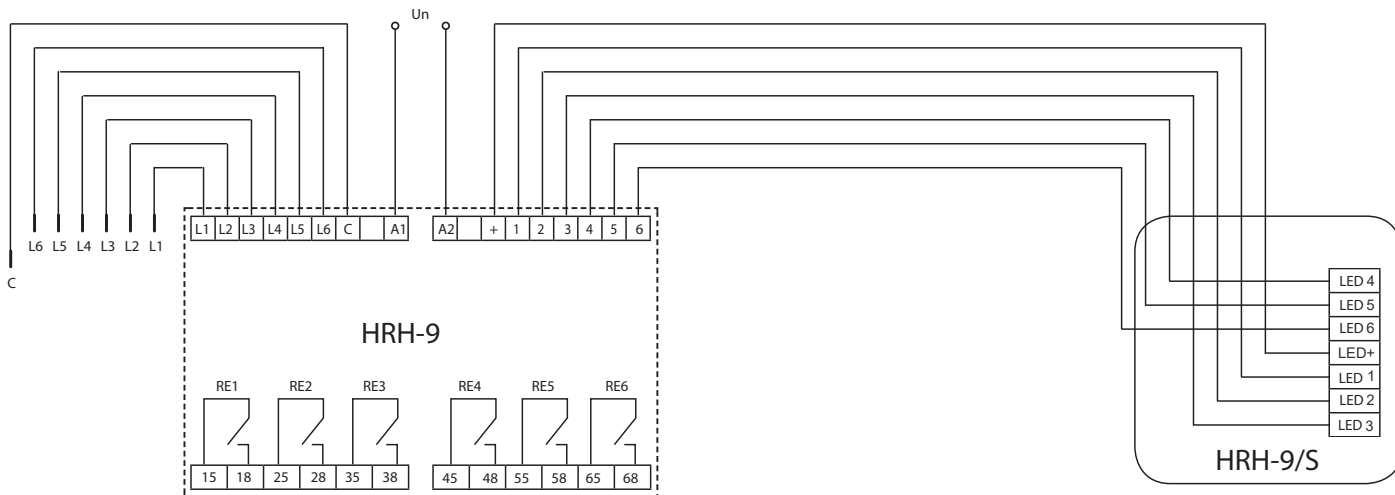 Un
L6 L5 L4 L3 L2 L1
C
L1 L2 L3 L4 L5 L6 C A1
A2 + 1 2 3 4 5 6
HRH-9
RE1 RE2 RE3 RE4 RE5 RE6
15 18 25 28 35 38
45 48 55 58 65 68
LED 4
LED 5
LED 6
LED+
LED 1
LED 2
LED 3
HRH-9/S